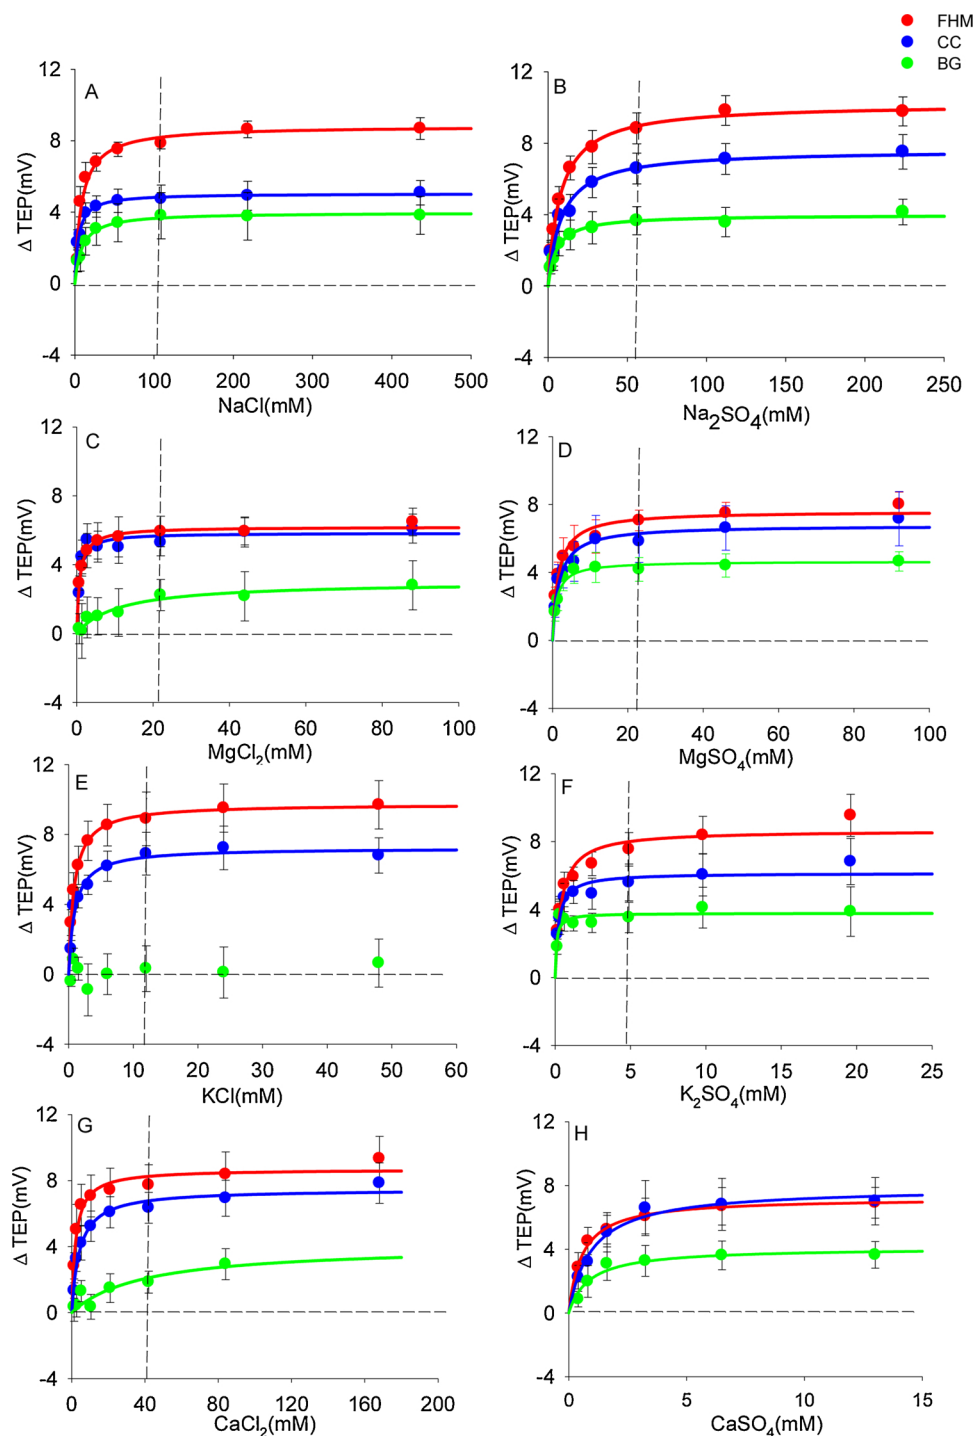 FHM
CC
BG
A
12
8
4
0
-4
Δ TEP(mV)
0 100 200 300 400 500
NaCl(mM)
B
12
8
4
0
-4
Δ TEP(mV)
0 50 100 150 200 250
Na2SO4(mM)
C
12
8
4
0
-4
Δ TEP(mV)
0 20 40 60 80 100
MgCl2(mM)
D
12
8
4
0
-4
Δ TEP(mV)
0 20 40 60 80 100
MgSO4(mM)
E
12
8
4
0
-4
Δ TEP(mV)
0 10 20 30 40 50 60
KCl(mM)
F
12
8
4
0
-4
Δ TEP(mV)
0 5 10 15 20 25
K2SO4(mM)
G
12
8
4
0
-4
Δ TEP(mV)
0 40 80 120 160 200
CaCl2(mM)
H
12
8
4
0
-4
Δ TEP(mV)
0 5 10 15
CaSO4(mM)